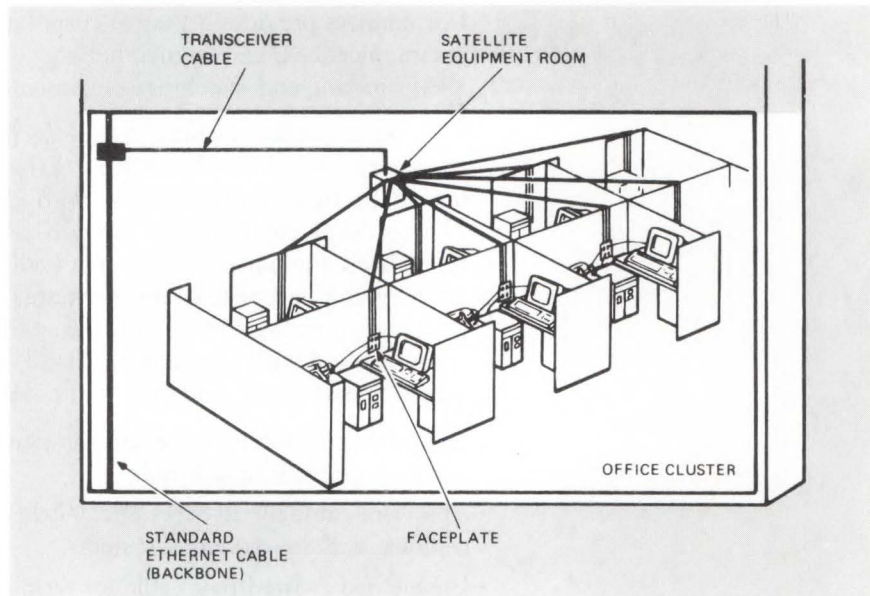 TRANSCEIVER
CABLE
SATELLITE
EQUIPMENT ROOM
OFFICE CLUSTER
STANDARD
ETHERNET CABLE
(BACKBONE)
FACEPLATE